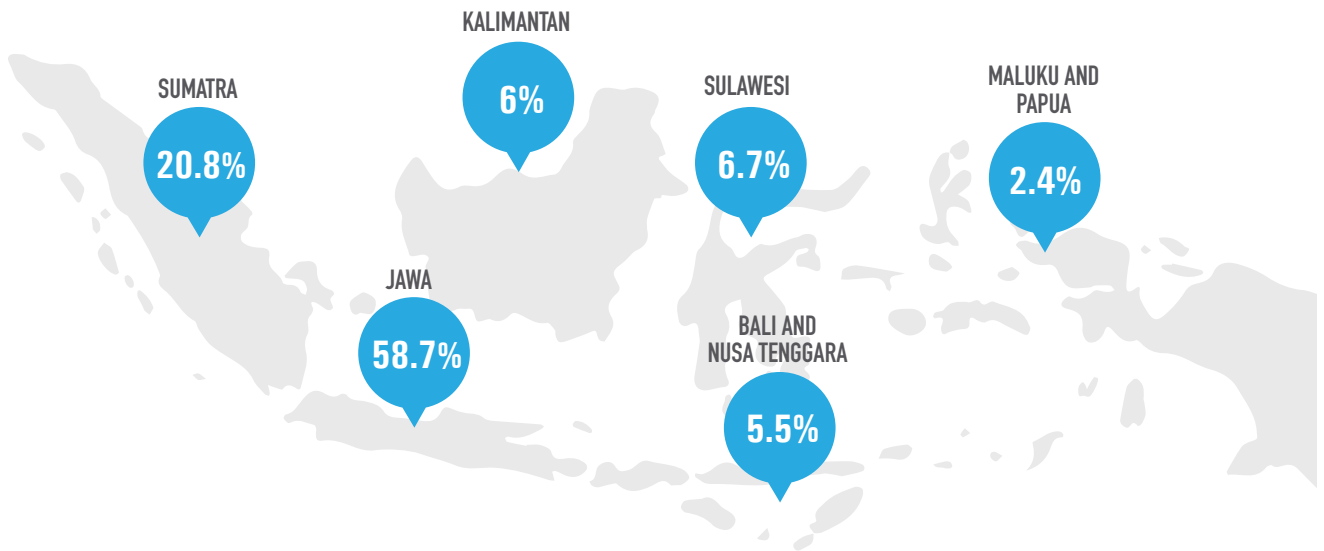 KALIMANTAN
6%
SUMATRA
20.8%
SULAWESI
6.7%
MALUKU AND
PAPUA
2.4%
JAWA
58.7%
BALI AND
NUSA TENGGARA
5.5%